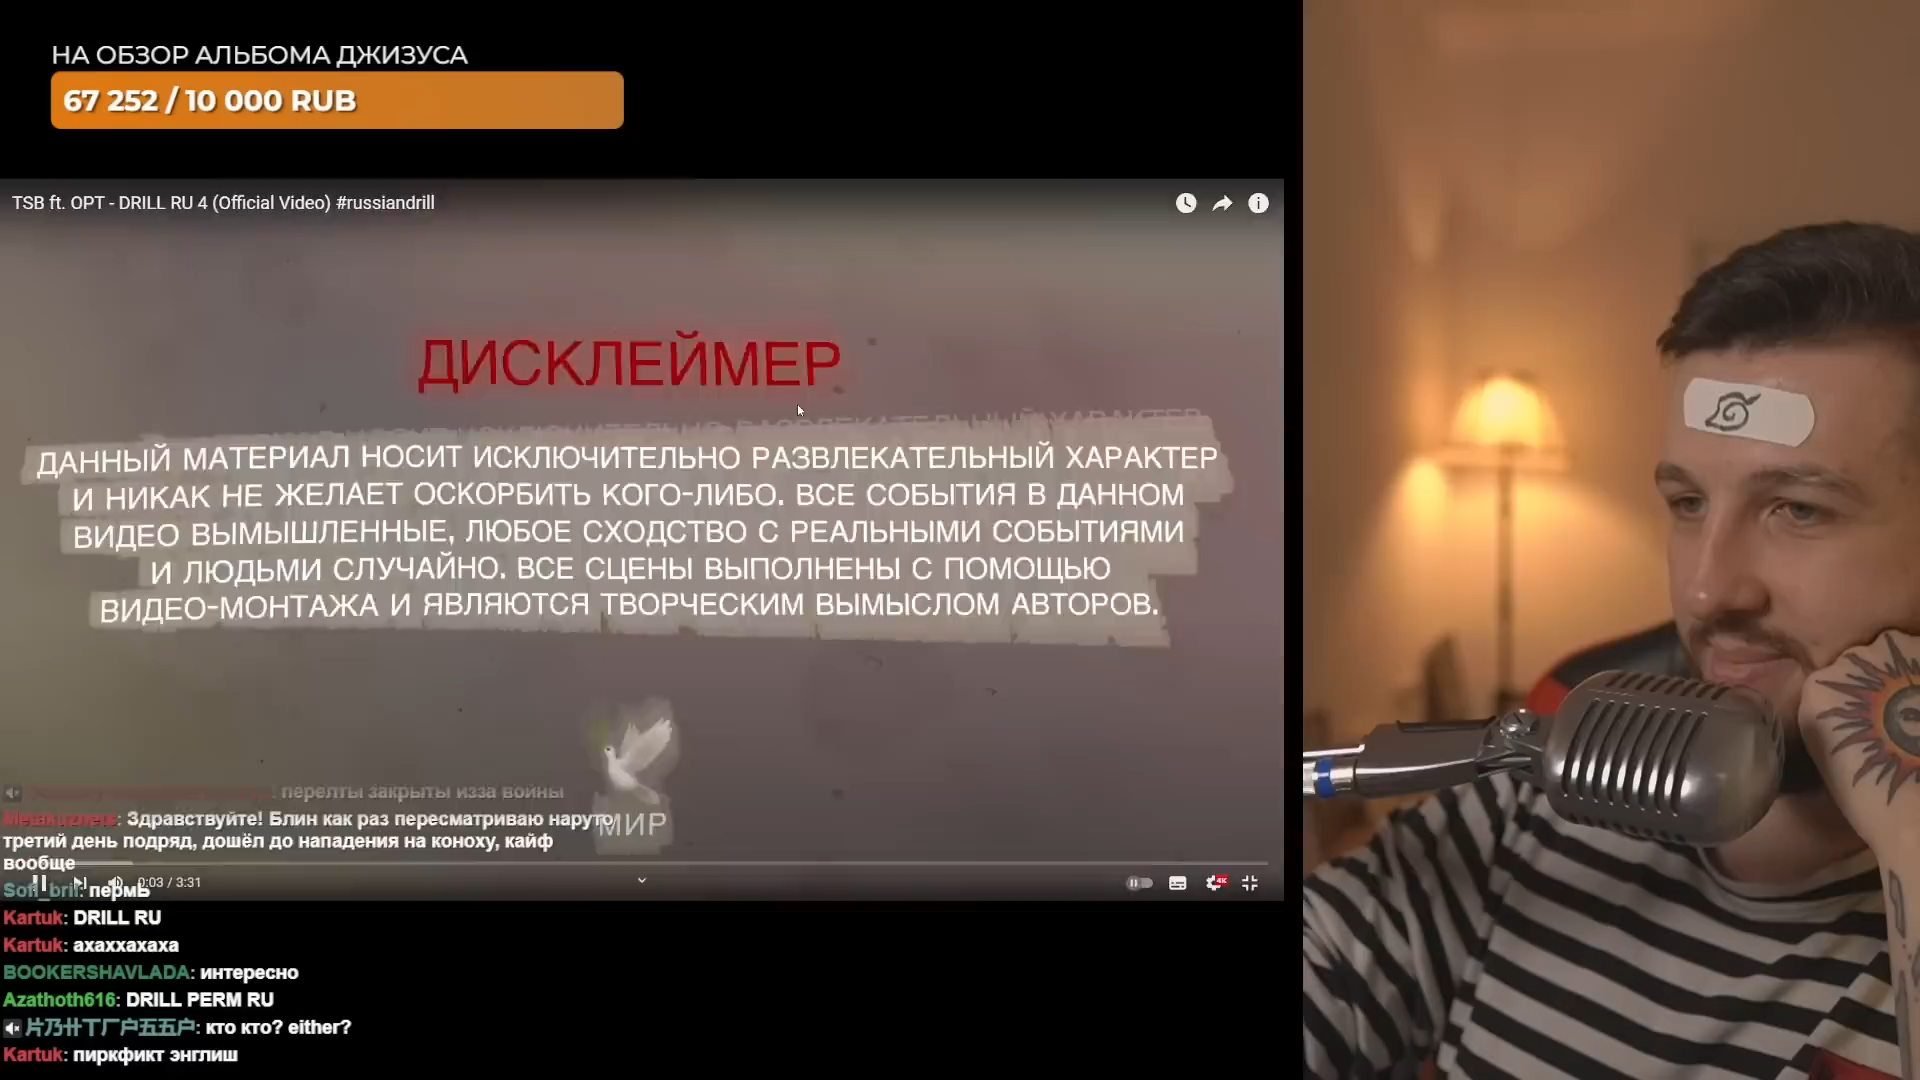 НА ОБЗОР АЛЬБОМА ДЖИЗУСА
67 252 / 10 000 RUB
TSB ft. OPT - DRILL RU 4 (Official Video) #russiandrill
ДИСКЛЕЙМЕР
ДАННЫЙ МАТЕРИАЛ НОСИТ ИСКЛЮЧИТЕЛЬНО РАЗВЛЕКАТЕЛЬНЫЙ ХАРАКТЕР
И НИКАК НЕ ЖЕЛАЕТ ОСКОРБИТЬ КОГО-ЛИБО. ВСЕ СОБЫТИЯ В ДАННОМ
ВИДЕО ВЫМЫШЛЕННЫЕ, ЛЮБОЕ СХОДСТВО С РЕАЛЬНЫМИ СОБЫТИЯМИ
И ЛЮДЬМИ СЛУЧАЙНО. ВСЕ СЦЕНЫ ВЫПОЛНЕНЫ С ПОМОЩЬЮ
ВИДЕО-МОНТАЖА И ЯВЛЯЮТСЯ ТВОРЧЕСКИМ ВЫМЫСЛОМ АВТОРОВ.
МИР
: перелты закрыты изза войны
: Здравствуйте! Блин как раз пересматриваю наруто
третий день подряд, дошёл до нападения на коноху, кайф
вообще
0:03 / 3:31
4K
Sofi_bril: пермь
Kartuk: DRILL RU
Kartuk: ахаххахаха
BOOKERSHAVLADA: интересно
Azathoth616: DRILL PERM RU
片乃卄丅厂户五五户: кто кто? either?
Kartuk: пиркфикт энглиш